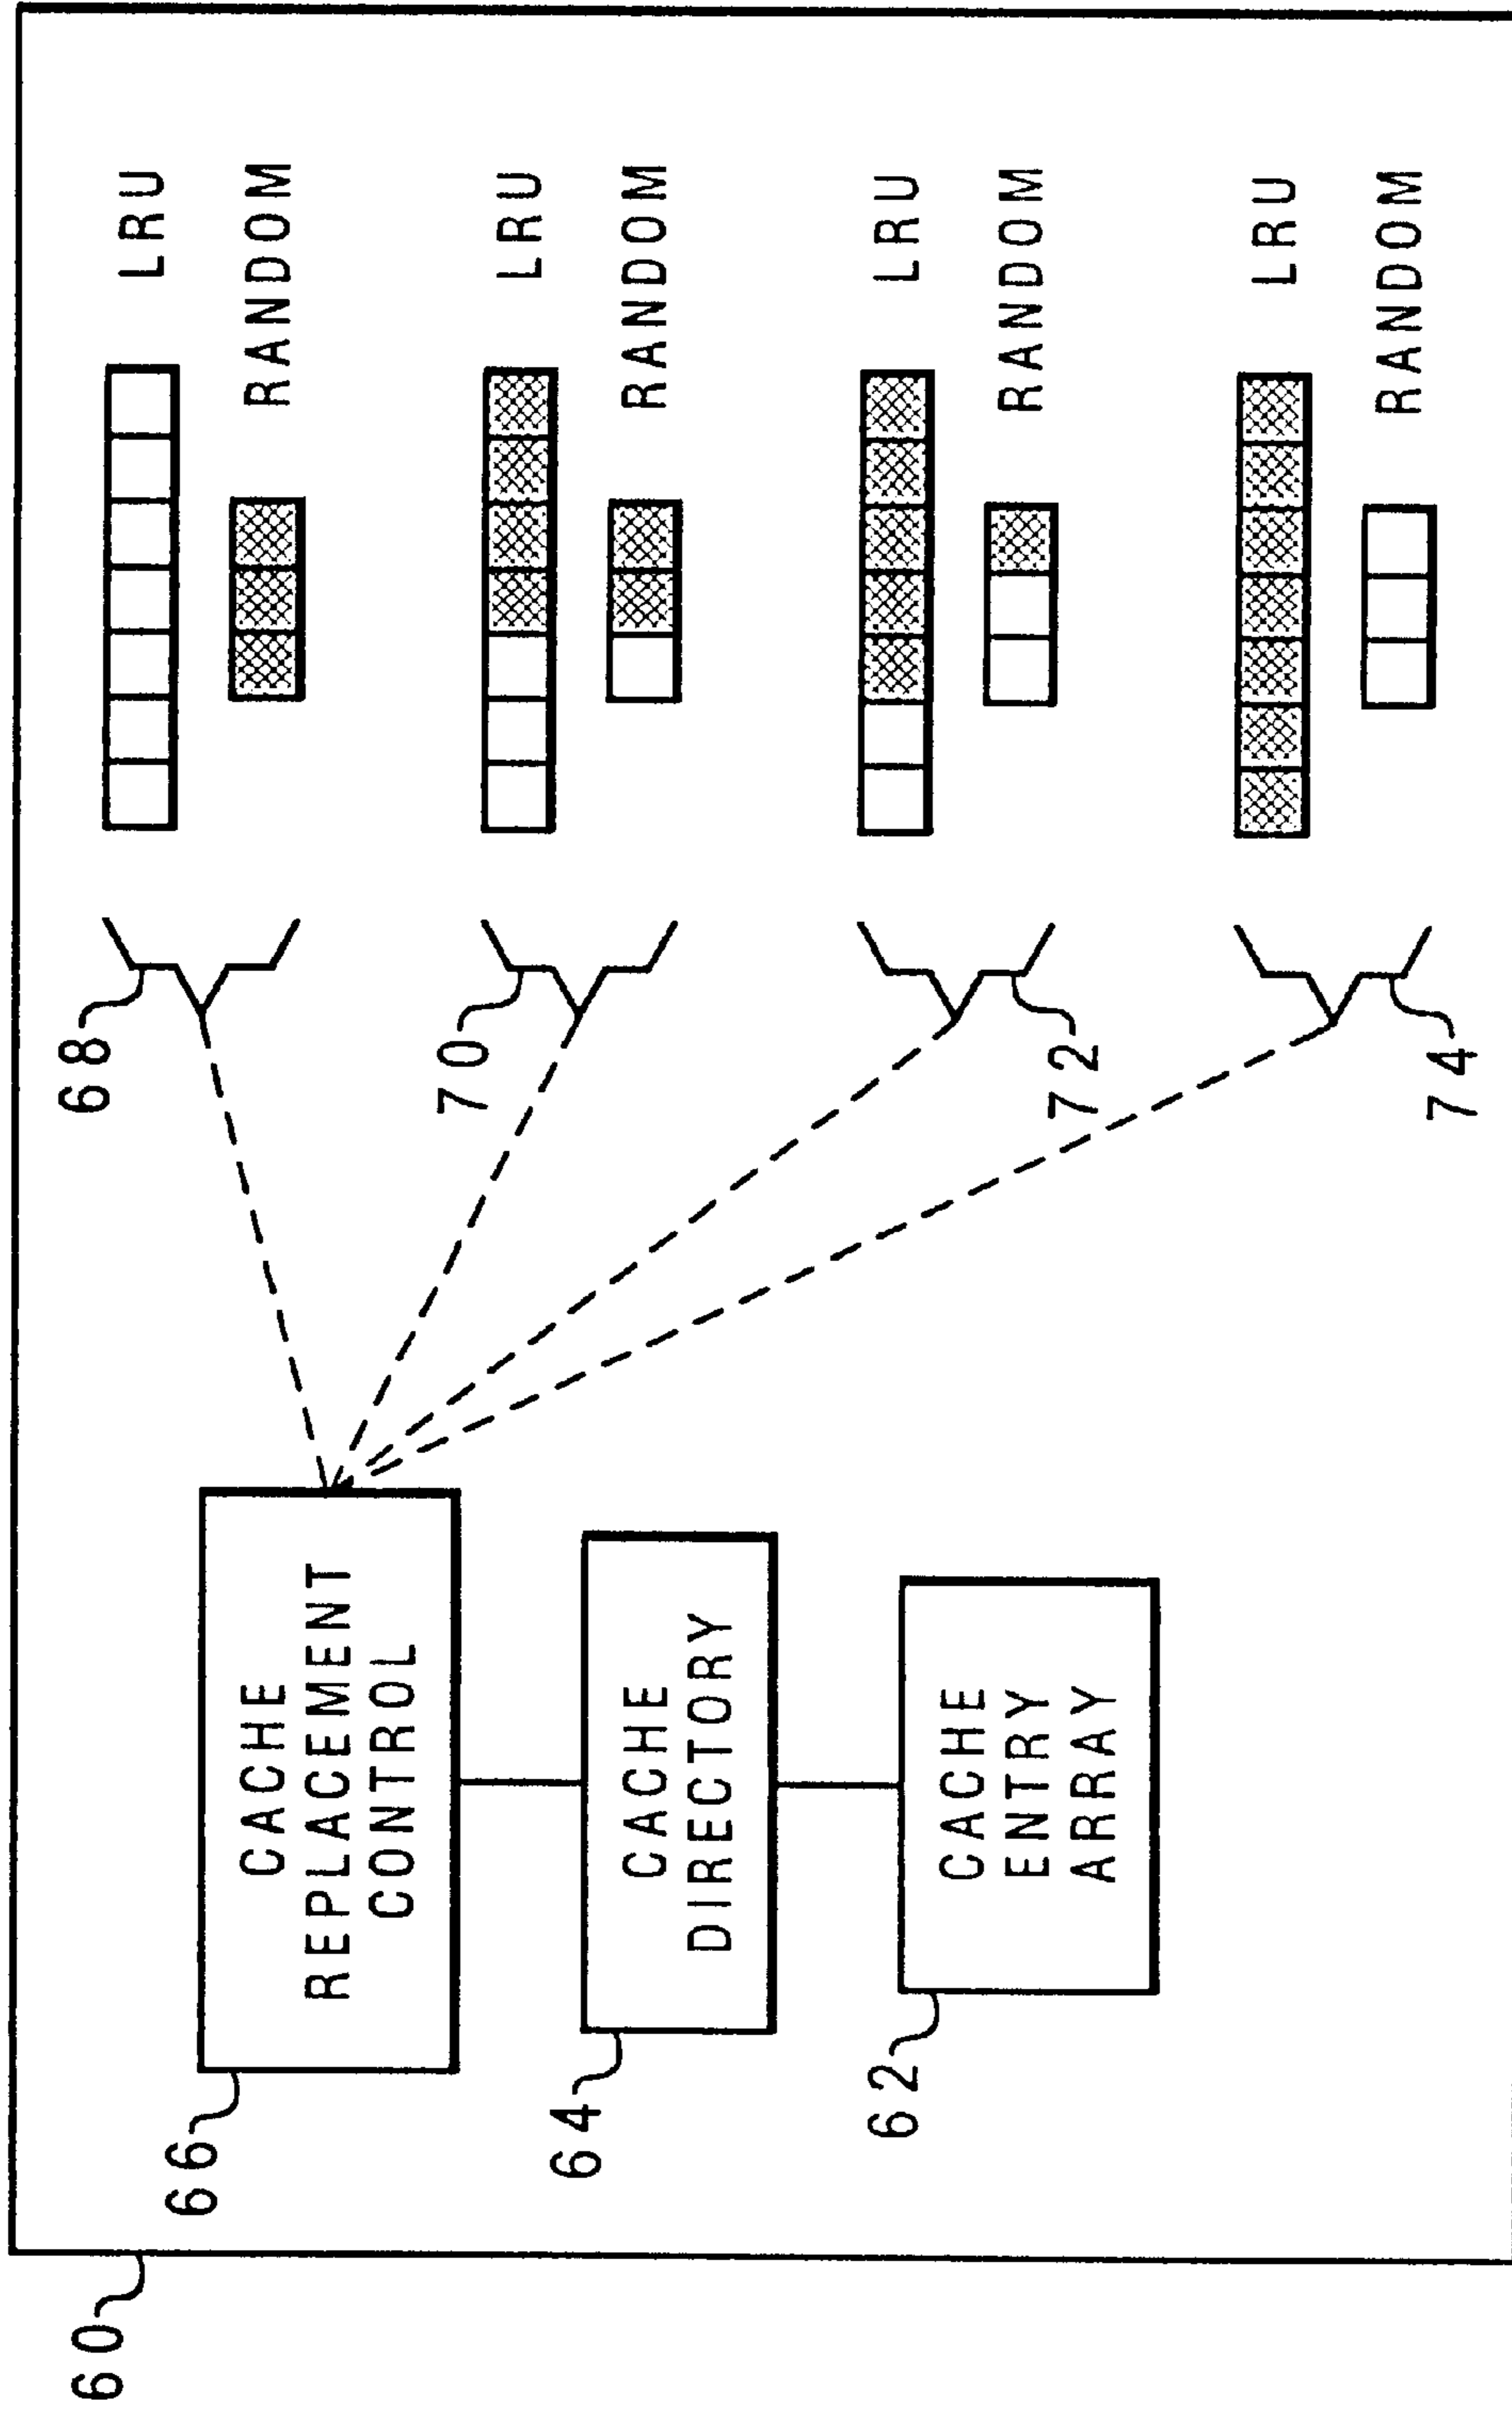 60
66
CACHE
REPLACEMENT
CONTROL
64
CACHE
DIRECTORY
62
CACHE
ENTRY
ARRAY
68
LRU
RANDOM
70
LRU
RANDOM
72
LRU
RANDOM
74
LRU
RANDOM